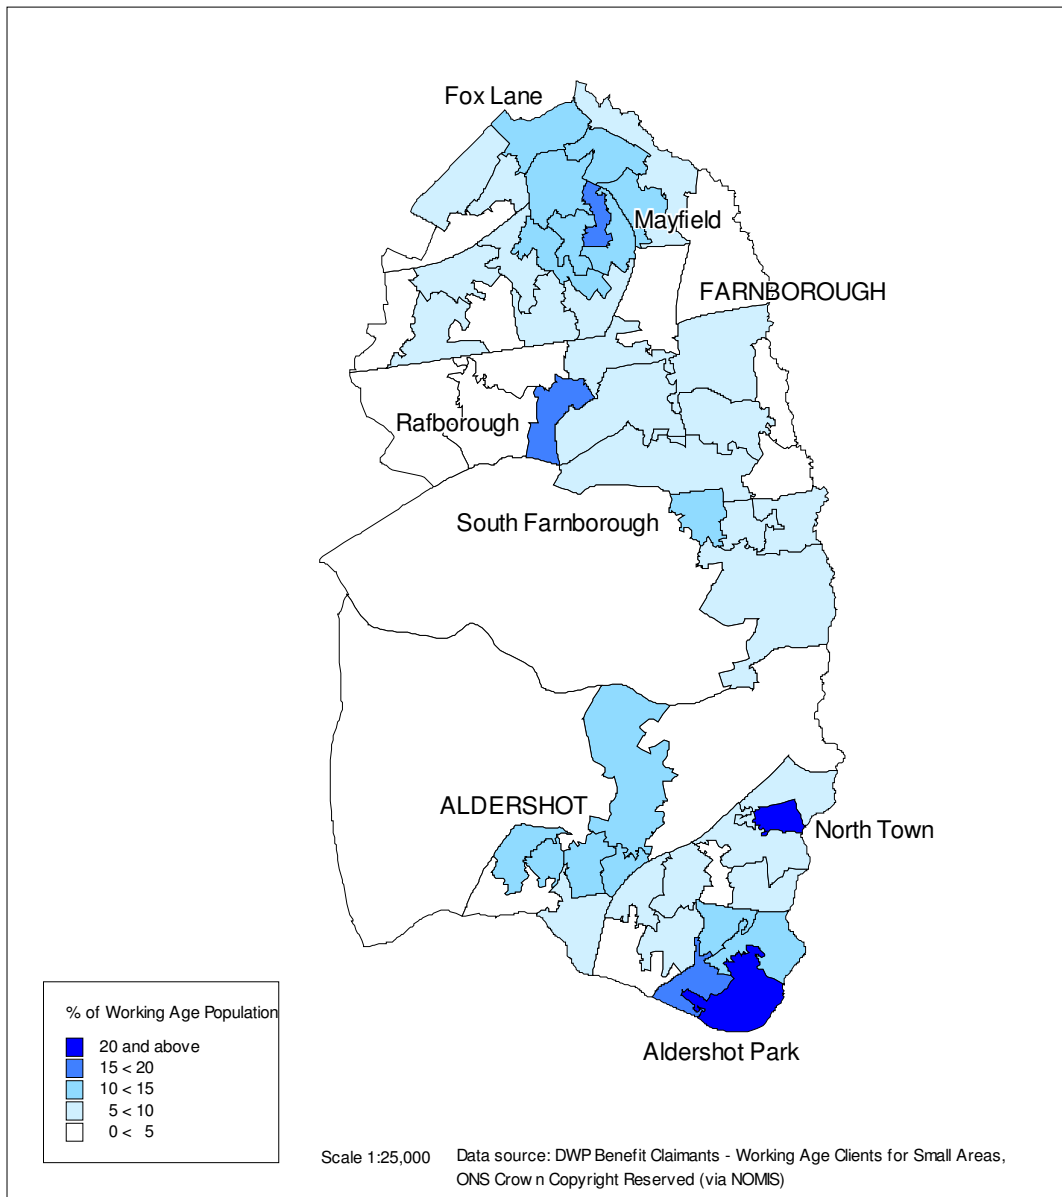 Fox Lane
Mayfield
FARNBOROUGH
Rafborough
South Farnborough
ALDERSHOT
North Town
Aldershot Park
% of Working Age Population
20 and above
15 < 20
10 < 15
5 < 10
0 < 5
Scale 1:25,000
Data source: DWP Benefit Claimants - Working Age Clients for Small Areas,
ONS Crown Copyright Reserved (via NOMIS)